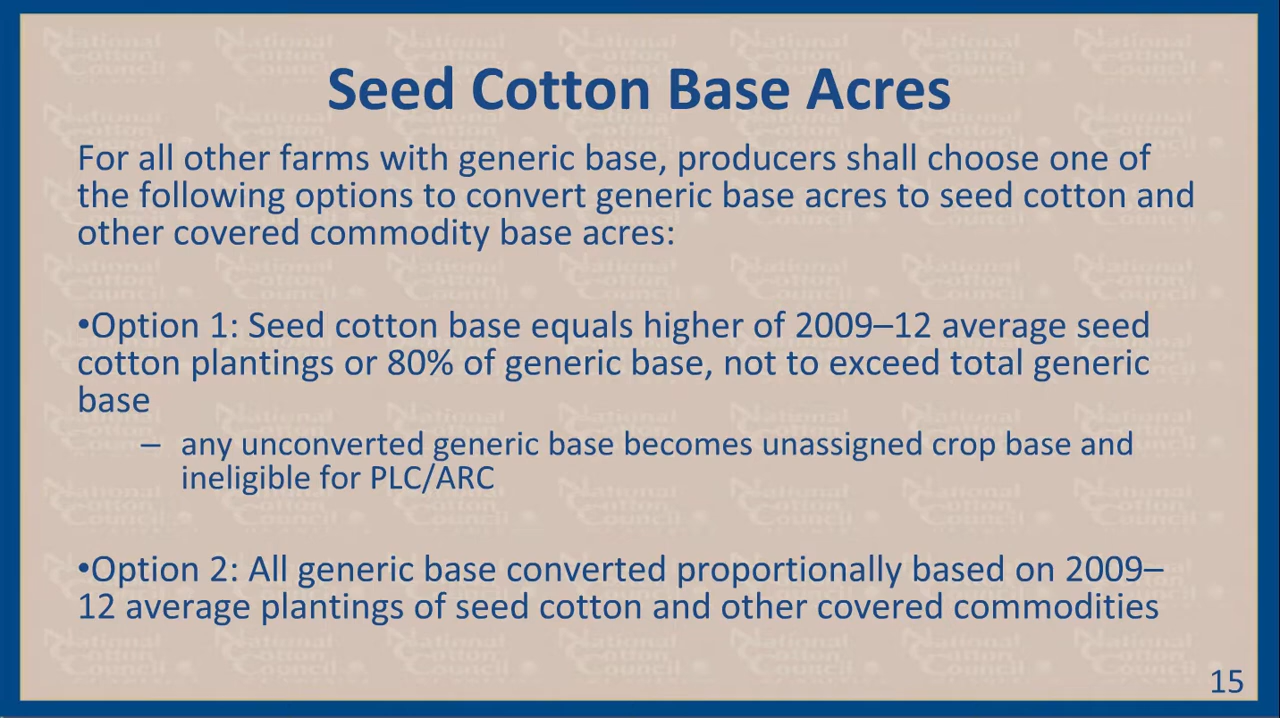 Seed Cotton Base Acres
For all other farms with generic base, producers shall choose one of
the following options to convert generic base acres to seed cotton and
other covered commodity base acres:
•Option 1: Seed cotton base equals higher of 2009–12 average seed
cotton plantings or 80% of generic base, not to exceed total generic
base
– any unconverted generic base becomes unassigned crop base and
ineligible for PLC/ARC
•Option 2: All generic base converted proportionally based on 2009–
12 average plantings of seed cotton and other covered commodities
15
National
Cotton
Council